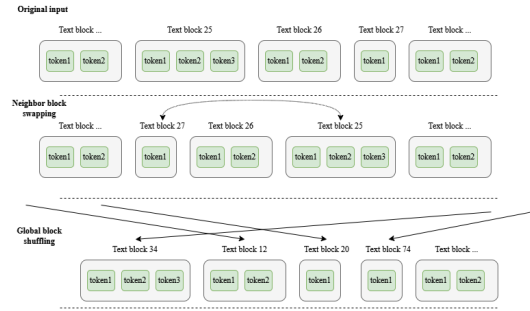 Original input
Text block ... Text block 25 Text block 26 Text block 27 Text block ...
token1 token2 token1 token2 token3 token1 token2 token1 token1 token2
Neighbor block
swapping
Text block ... Text block 27 Text block 26 Text block 25 Text block ...
token1 token2 token1 token1 token2 token1 token2 token3 token1 token2
Global block
shuffling
Text block 34 Text block 12 Text block 20 Text block 74 Text block ...
token1 token2 token3 token1 token2 token1 token1 token1 token2